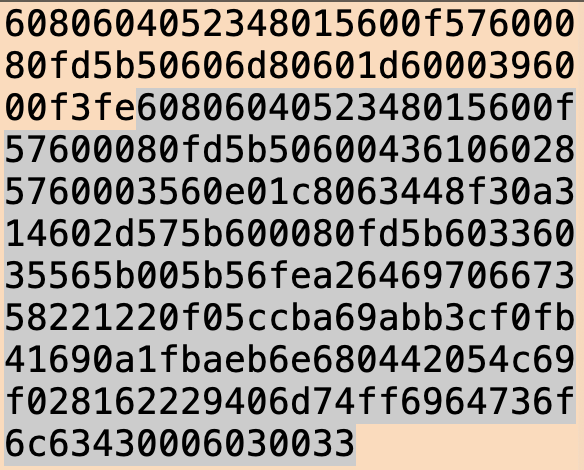 6080604052348015600f576000
80fd5b50606d80601d60003960
00f3fe6080604052348015600f
57600080fd5b50600436106028
5760003560e01c8063448f30a3
14602d575b600080fd5b603360
35565b005b56fea26469706673
58221220f05ccba69abb3cf0fb
41690a1fbaeb6e680442054c69
f028162229406d74ff6964736f
6c63430006030033